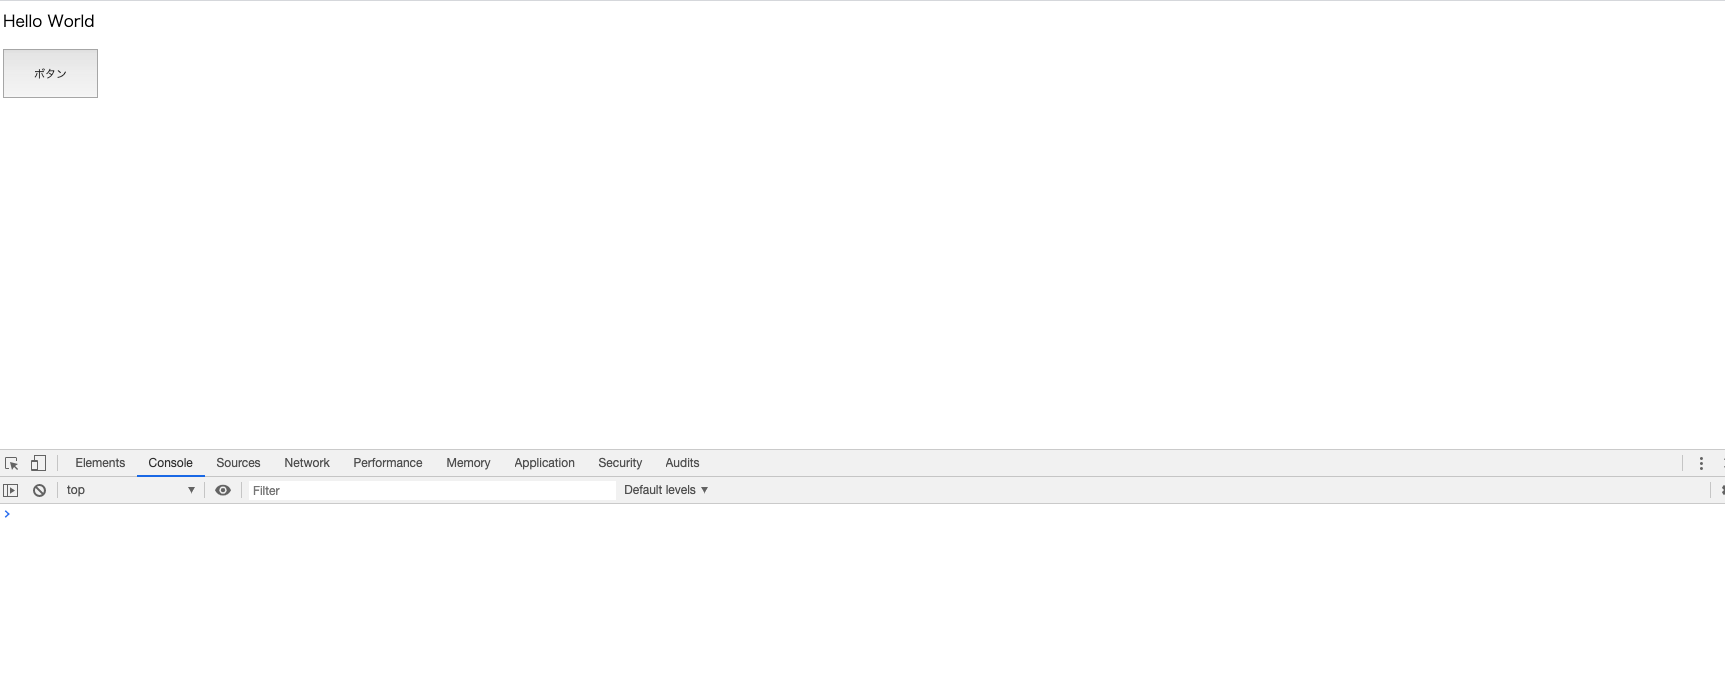 Hello World
ボタン
Elements Console Sources Network Performance Memory Application Security Audits
top Filter Default levels